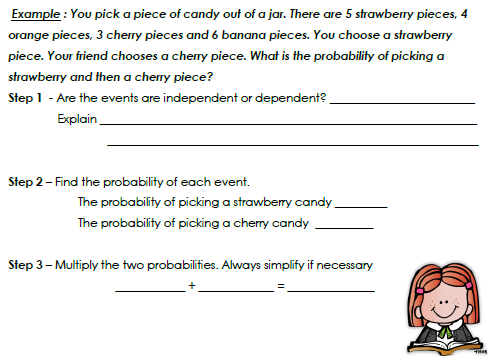 Example : You pick a piece of candy out of a jar. There are 5 strawberry pieces, 4
orange pieces, 3 cherry pieces and 6 banana pieces. You choose a strawberry
piece. Your friend chooses a cherry piece. What is the probability of picking a
strawberry and then a cherry piece?
Step 1 - Are the events are independent or dependent? ____________________
Explain ____________________
____________________
Step 2 – Find the probability of each event.
The probability of picking a strawberry candy ________
The probability of picking a cherry candy ________
Step 3 – Multiply the two probabilities. Always simplify if necessary
__________ + __________ = __________